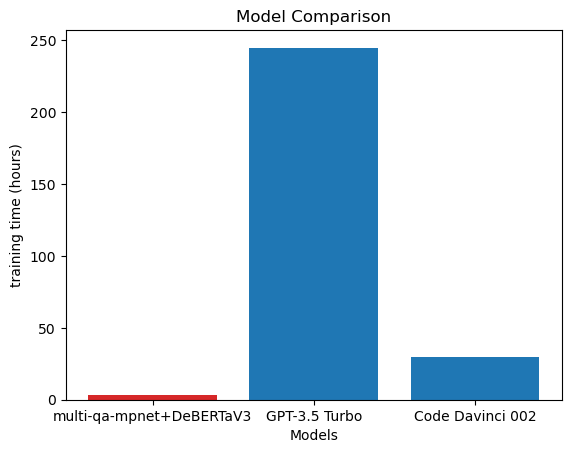 Model Comparison
training time (hours)
250
200
150
100
50
0
multi-qa-mpnet+DeBERTaV3
GPT-3.5 Turbo
Code Davinci 002
Models